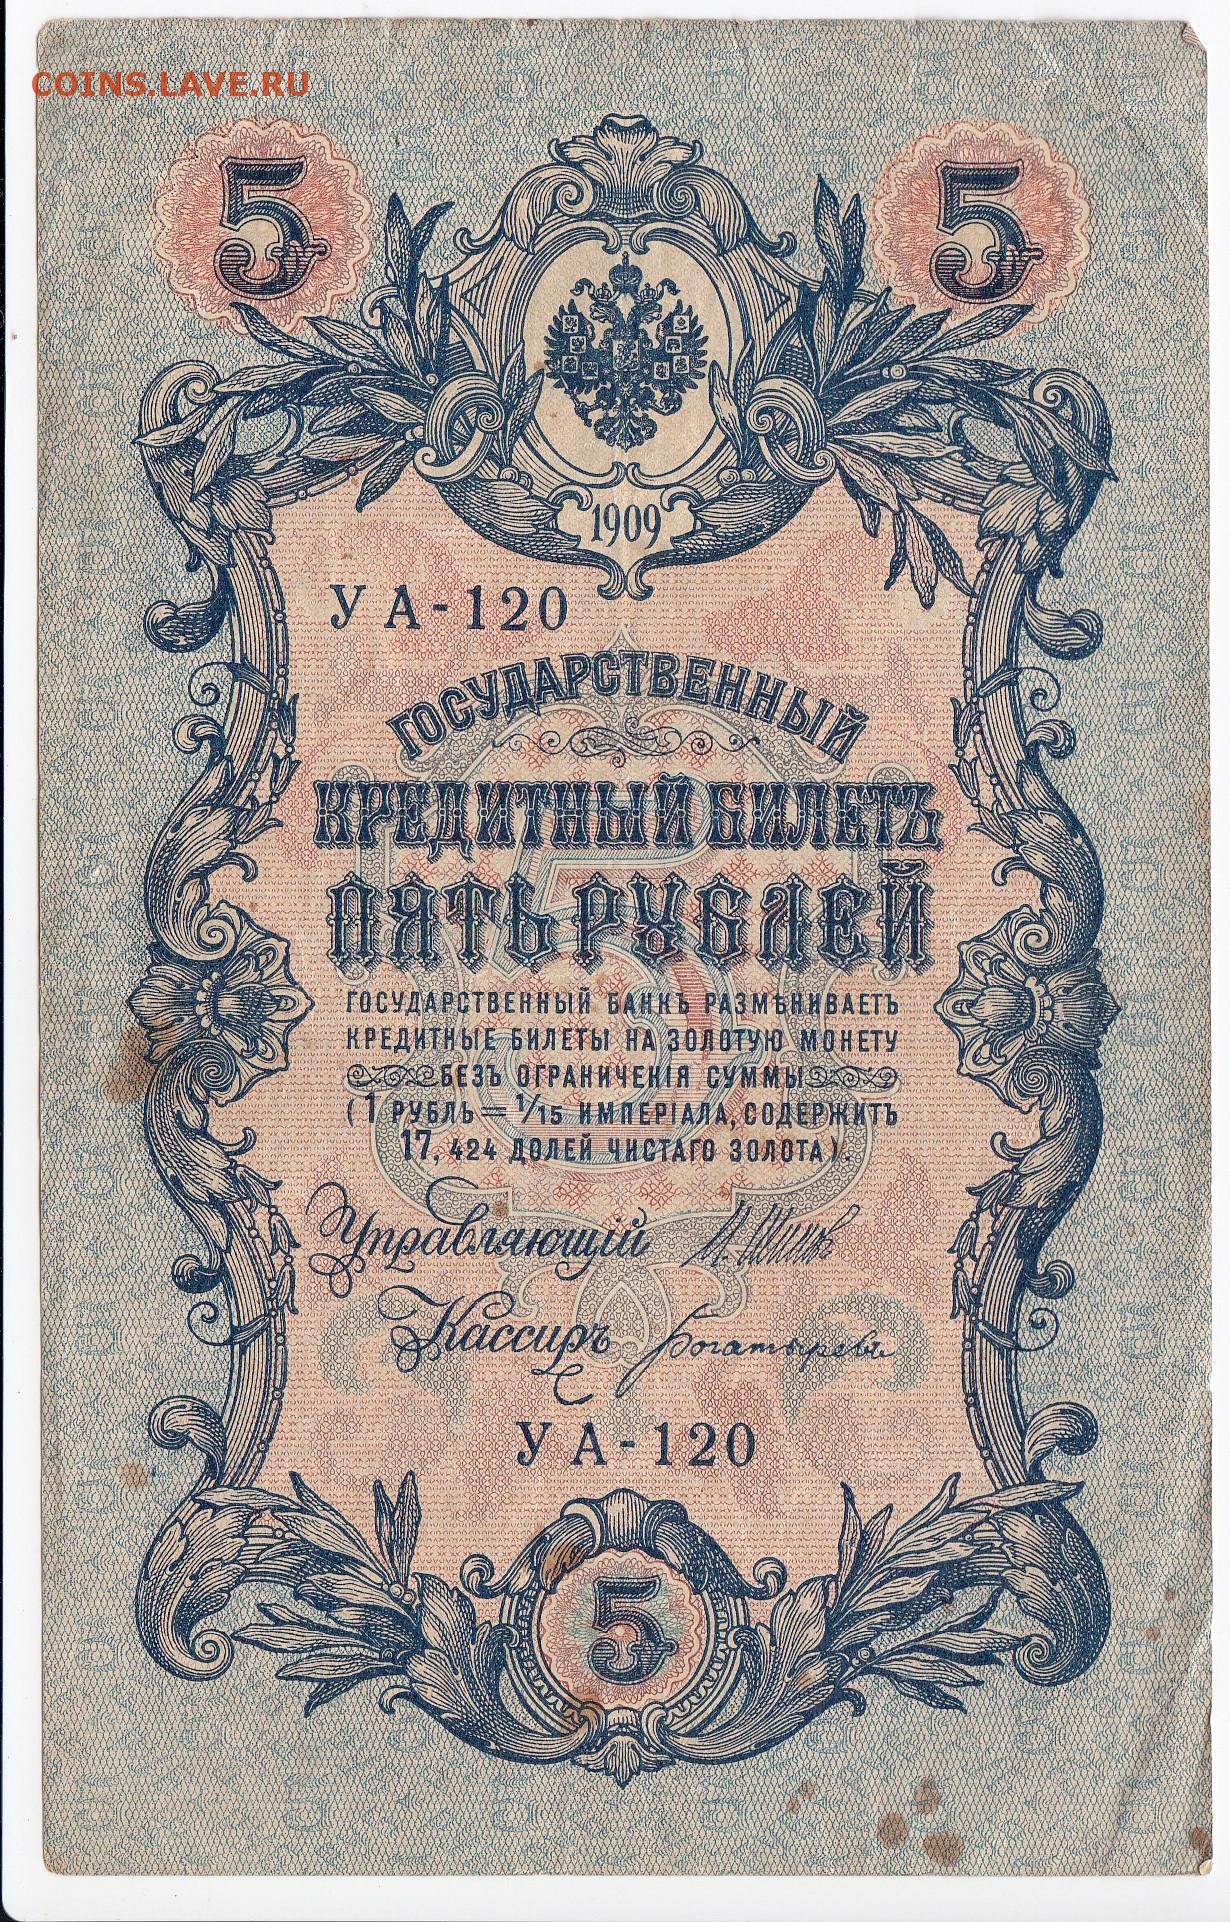 COINS.LAVE.RU
5 5
1909
УА-120
ГОСУДАРСТВЕННЫЙ
КРЕДИТНЫЙ БИЛЕТЪ
ПЯТЬ РУБЛЕЙ
ГОСУДАРСТВЕННЫЙ БАНКЪ РАЗМѢНИВАЕТЪ
КРЕДИТНЫЕ БИЛЕТЫ НА ЗОЛОТУЮ МОНЕТУ
БЕЗЪ ОГРАНИЧЕНІЯ СУММЫ
(1 РУБЛЬ = 1/15 ИМПЕРІАЛА, СОДЕРЖИТЪ
17,424 ДОЛЕЙ ЧИСТАГО ЗОЛОТА).
Управляющій И. Шипов
Кассиръ Богатыревъ
УА-120
5